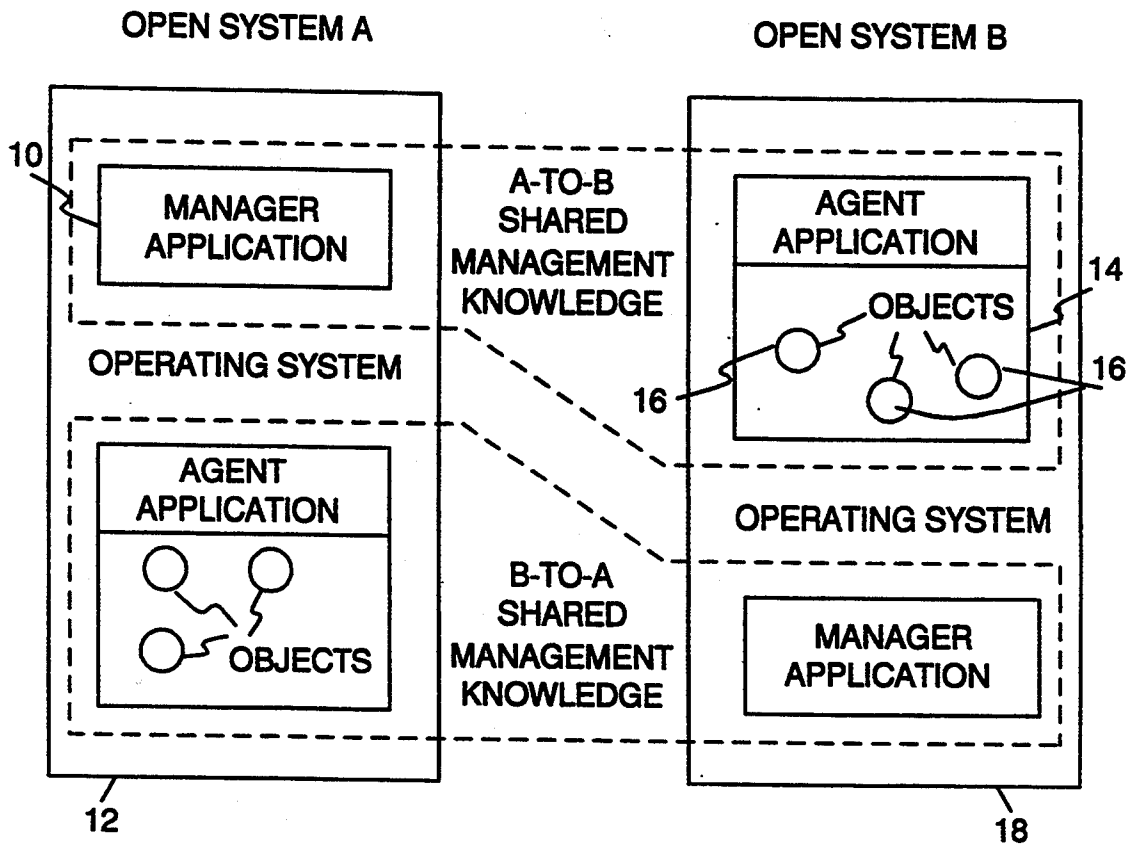 OPEN SYSTEM A
OPEN SYSTEM B
10
MANAGER
APPLICATION
A-TO-B
SHARED
MANAGEMENT
KNOWLEDGE
AGENT
APPLICATION
OBJECTS
14
16
16
OPERATING SYSTEM
AGENT
APPLICATION
OBJECTS
B-TO-A
SHARED
MANAGEMENT
KNOWLEDGE
OPERATING SYSTEM
MANAGER
APPLICATION
12
18